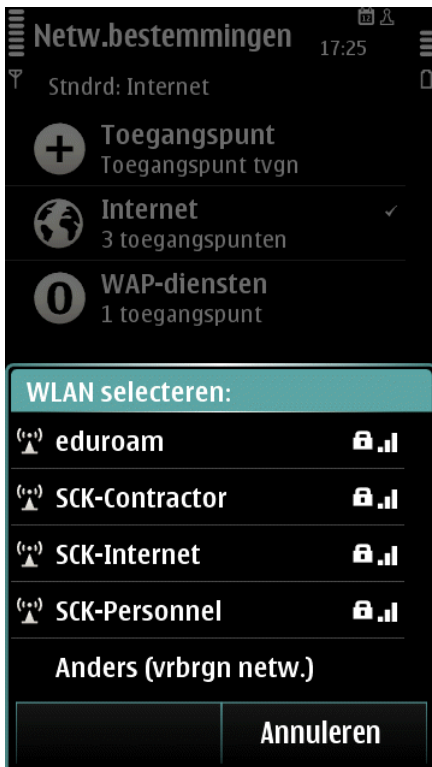 Netw.bestemmingen
17:25
Stndrd: Internet
Toegangspunt
Toegangspunt tvgn
Internet
3 toegangspunten
WAP-diensten
1 toegangspunt
WLAN selecteren:
eduroam
SCK-Contractor
SCK-Internet
SCK-Personnel
Anders (vrbrgn netw.)
Annuleren